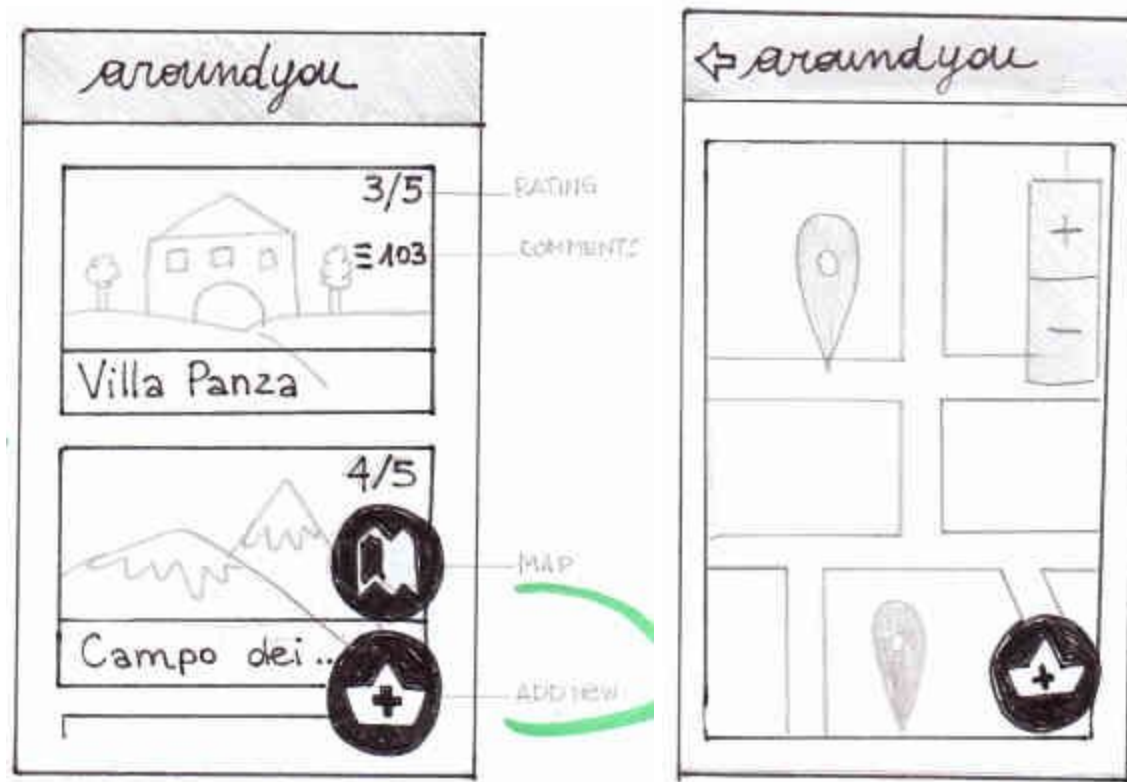 aroundyou
3/5
RATING
103
COMMENTS
Villa Panza
4/5
MAP
Campo dei ..
ADD NEW
aroundyou
+
-